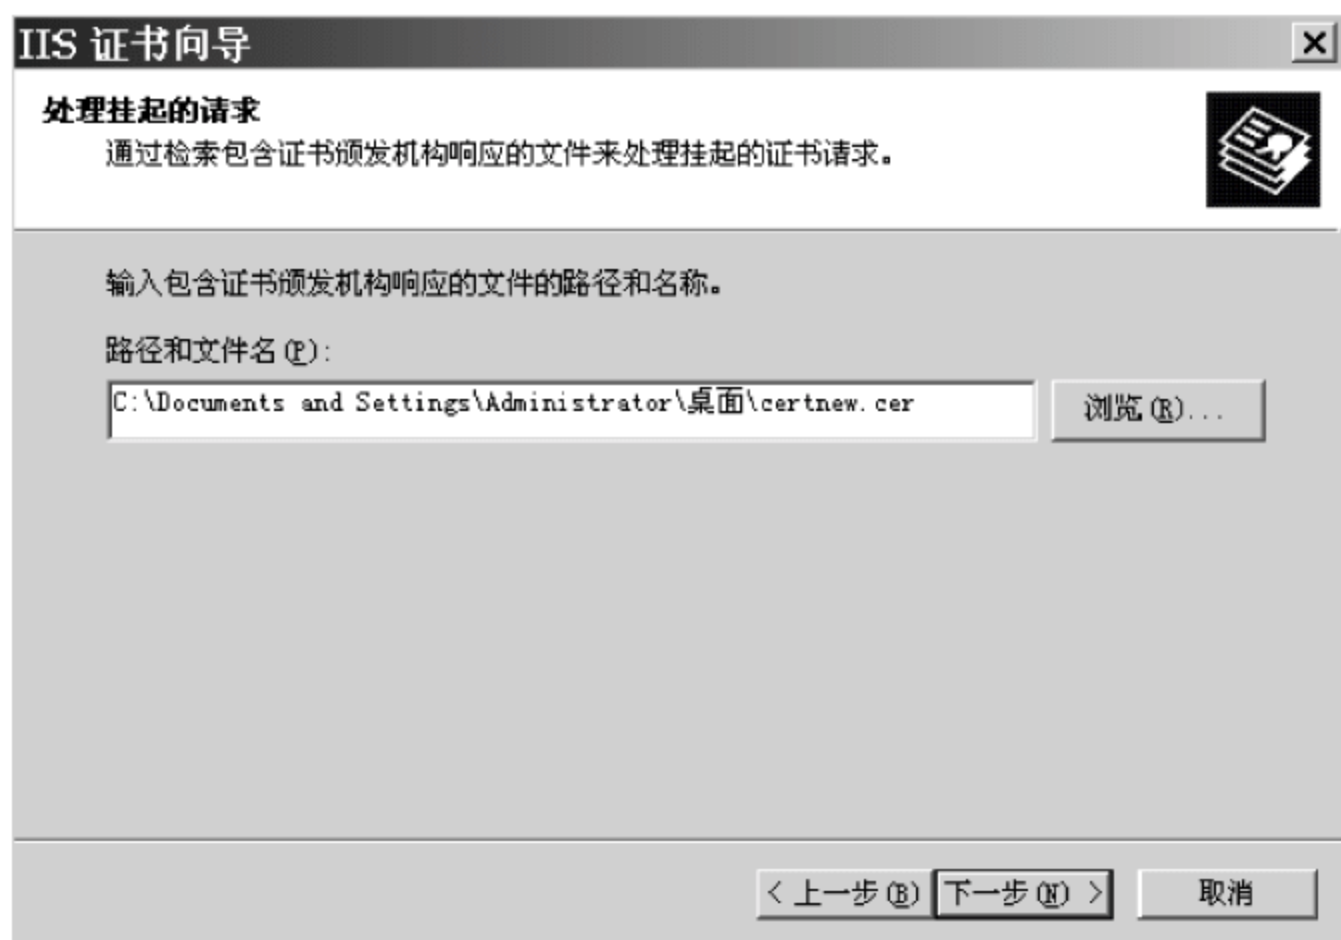 IIS 证书向导
处理挂起的请求
通过检索包含证书颁发机构响应的文件来处理挂起的证书请求。
输入包含证书颁发机构响应的文件的路径和名称。
路径和文件名(P):
C:\Documents and Settings\Administrator\桌面\certnew.cer
浏览(R)...
< 上一步(B) 下一步(N) > 取消